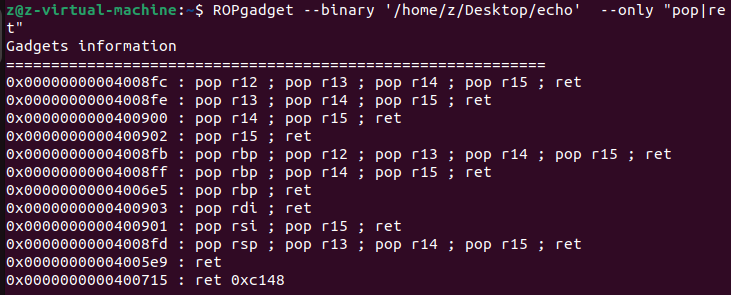 z@z-virtual-machine:~$ ROPgadget --binary '/home/z/Desktop/echo'  --only "pop|re
t"
Gadgets information
============================================================
0x00000000004008fc : pop r12 ; pop r13 ; pop r14 ; pop r15 ; ret
0x00000000004008fe : pop r13 ; pop r14 ; pop r15 ; ret
0x0000000000400900 : pop r14 ; pop r15 ; ret
0x0000000000400902 : pop r15 ; ret
0x00000000004008fb : pop rbp ; pop r12 ; pop r13 ; pop r14 ; pop r15 ; ret
0x00000000004008ff : pop rbp ; pop r14 ; pop r15 ; ret
0x00000000004006e5 : pop rbp ; ret
0x0000000000400903 : pop rdi ; ret
0x0000000000400901 : pop rsi ; pop r15 ; ret
0x00000000004008fd : pop rsp ; pop r13 ; pop r14 ; pop r15 ; ret
0x00000000004005e9 : ret
0x0000000000400715 : ret 0xc148